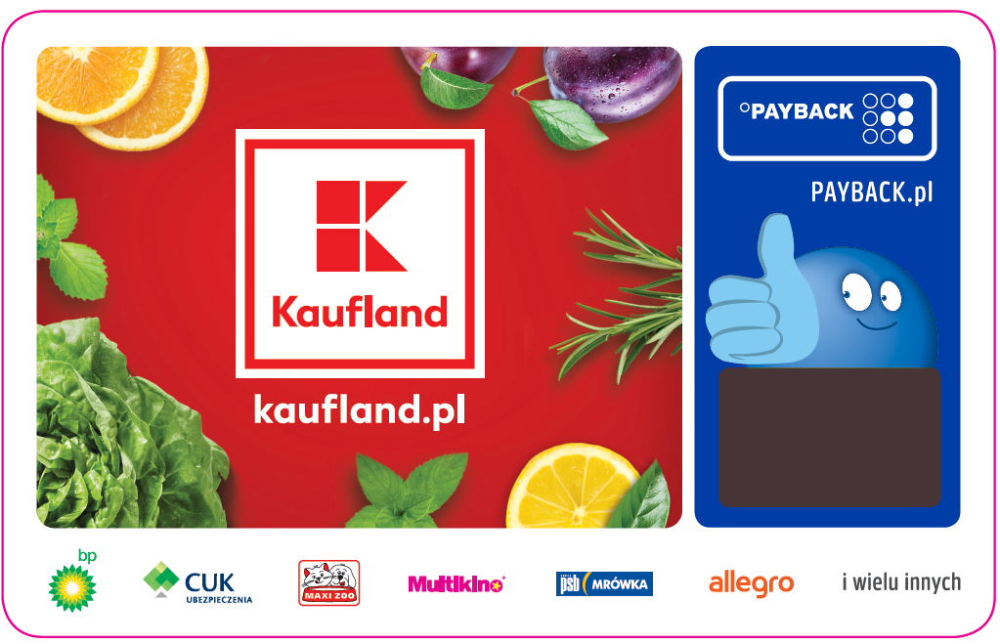 Kaufland
kaufland.pl
PAYBACK
PAYBACK.pl
bp
CUK
UBEZPIECZENIA
MAXI ZOO
Multikino
psb MRÓWKA
allegro
i wielu innych